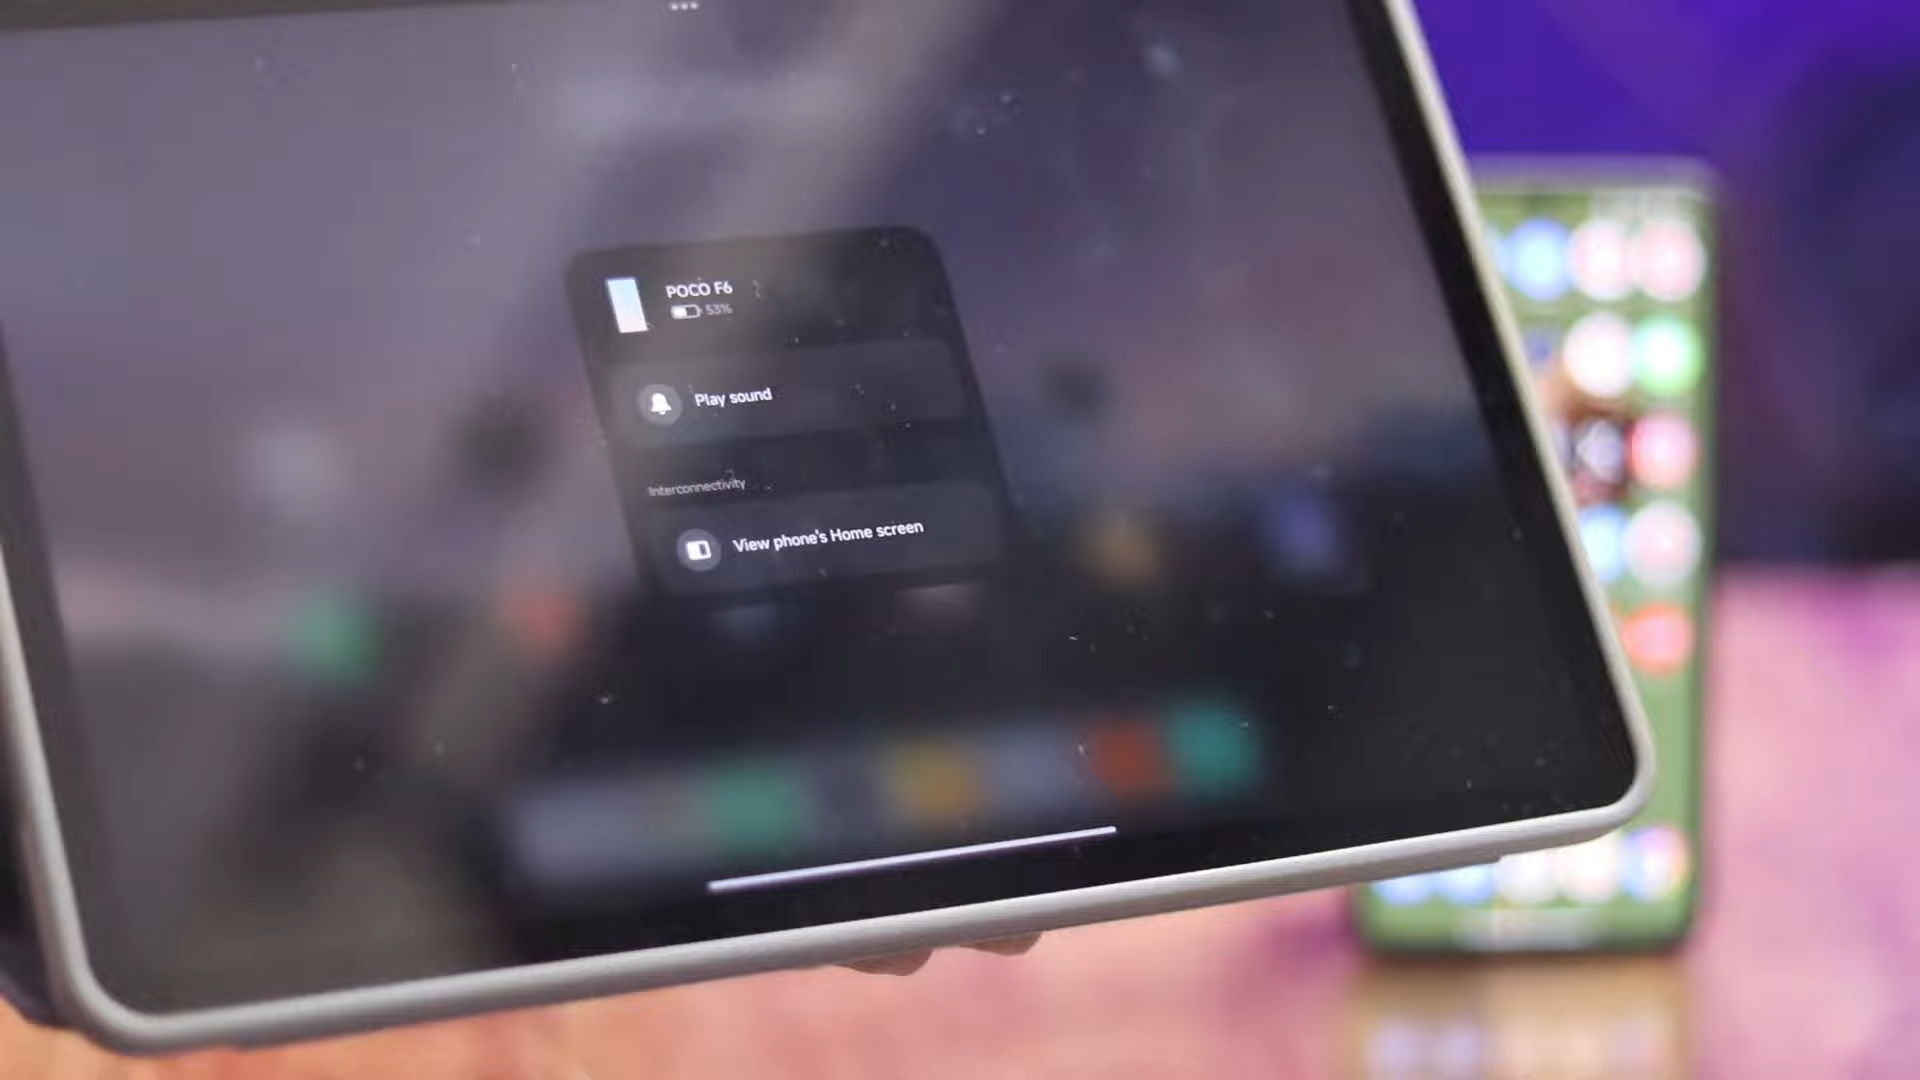 POCO F6
53%
Play sound
Interconnectivity
View phone's Home screen